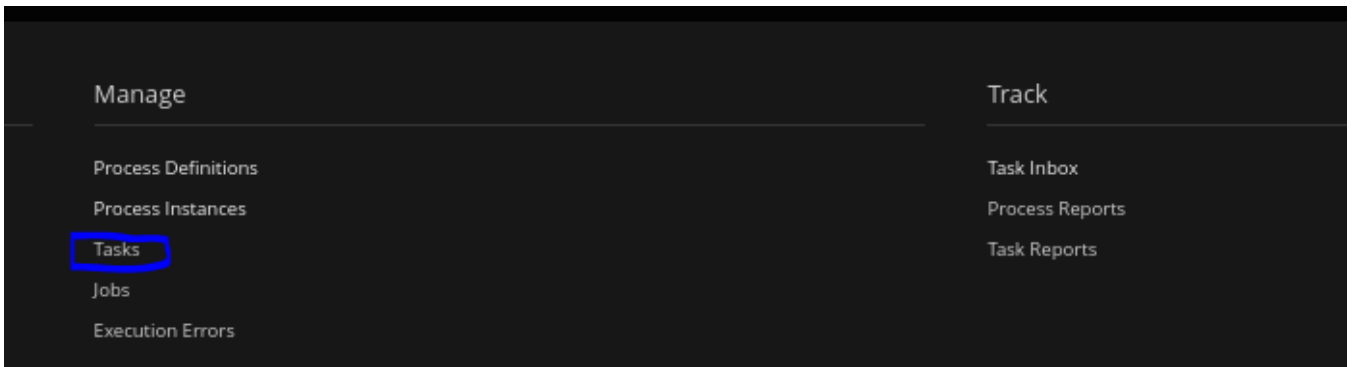 Manage
Process Definitions
Process Instances
Tasks
Jobs
Execution Errors
Track
Task Inbox
Process Reports
Task Reports